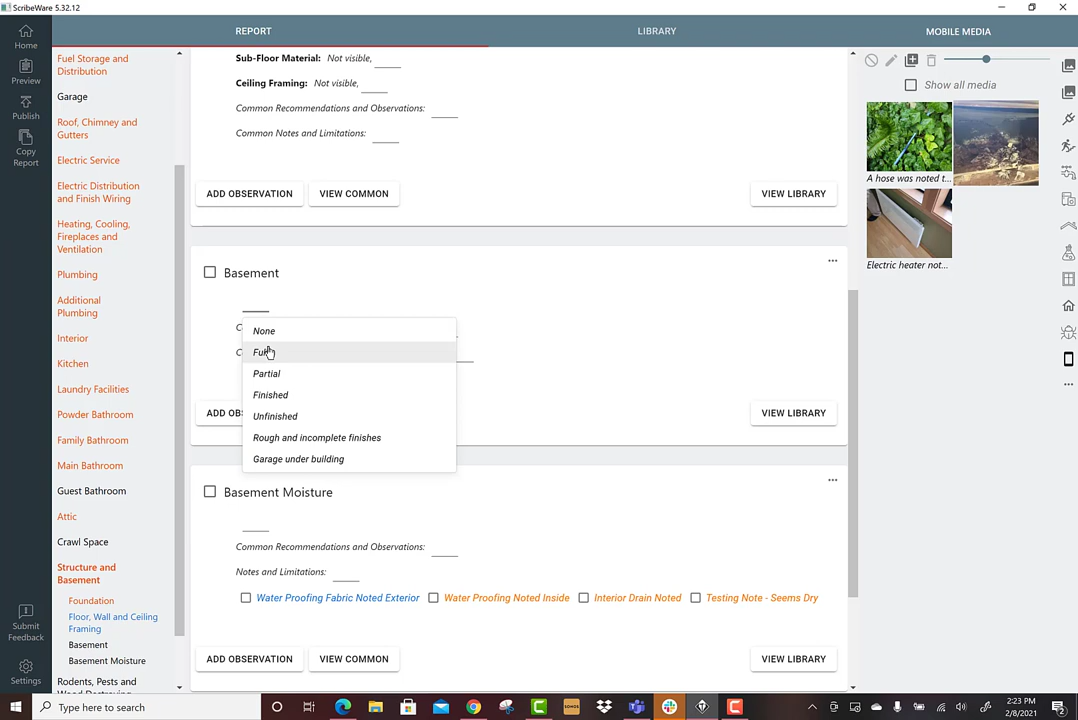 ScribeWare 5.32.12
REPORT
LIBRARY
MOBILE MEDIA
Home
Preview
Publish
Copy
Report
Submit
Feedback
Settings
Fuel Storage and
Distribution
Garage
Roof, Chimney and
Gutters
Electric Service
Electric Distribution
and Finish Wiring
Heating, Cooling,
Fireplaces and
Ventilation
Plumbing
Additional
Plumbing
Interior
Kitchen
Laundry Facilities
Powder Bathroom
Family Bathroom
Main Bathroom
Guest Bathroom
Attic
Crawl Space
Structure and
Basement
Foundation
Floor, Wall and Ceiling
Framing
Basement
Basement Moisture
Rodents, Pests and
Sub-Floor Material: Not visible,
Ceiling Framing: Not visible,
Common Recommendations and Observations:
Common Notes and Limitations:
ADD OBSERVATION
VIEW COMMON
VIEW LIBRARY
Basement
None
Partial
Finished
Unfinished
Rough and incomplete finishes
Garage under building
VIEW LIBRARY
Basement Moisture
Common Recommendations and Observations:
Notes and Limitations:
Water Proofing Fabric Noted Exterior
Water Proofing Noted Inside
Interior Drain Noted
Testing Note - Seems Dry
ADD OBSERVATION
VIEW COMMON
VIEW LIBRARY
Show all media
A hose was noted t...
Electric heater not...
Type here to search
SONOS
2:23 PM
2/8/2021
2